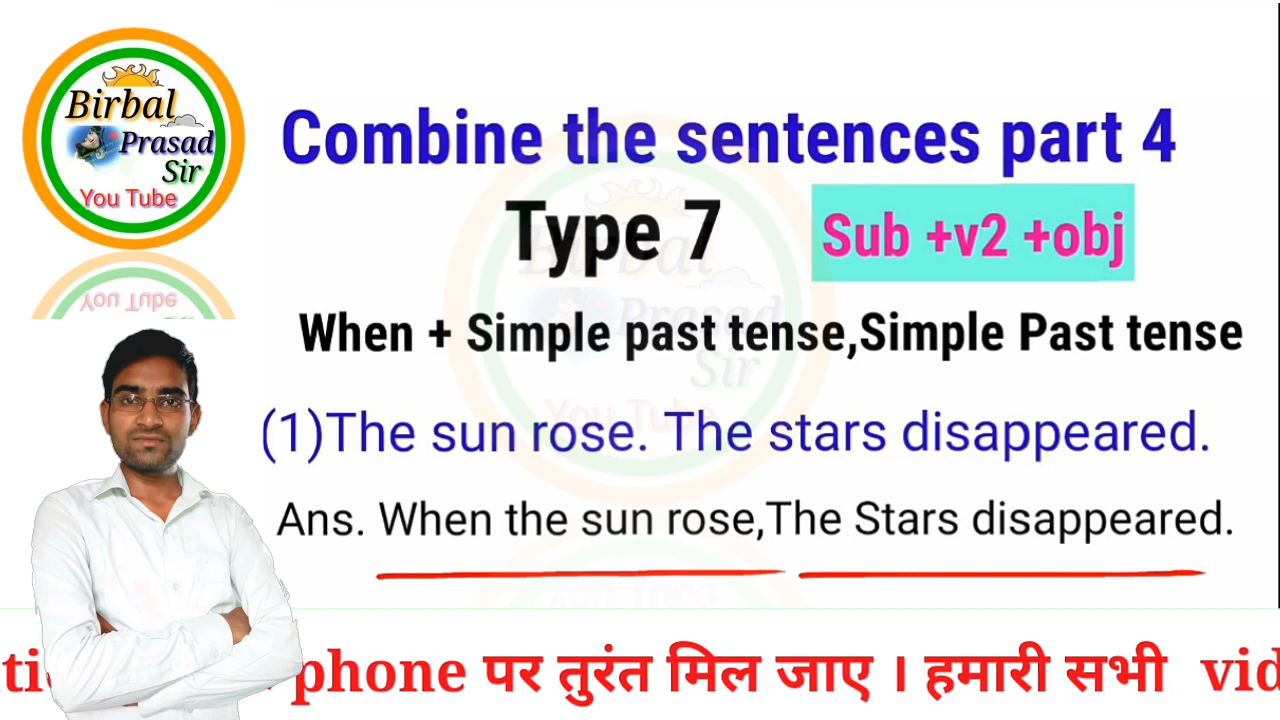 Birbal
Prasad
Sir
You Tube
Combine the sentences part 4
Type 7
Sub +v2 +obj
When + Simple past tense,Simple Past tense
(1)The sun rose. The stars disappeared.
Ans. When the sun rose,The Stars disappeared.
phone पर तुरंत मिल जाए । हमारी सभी vid